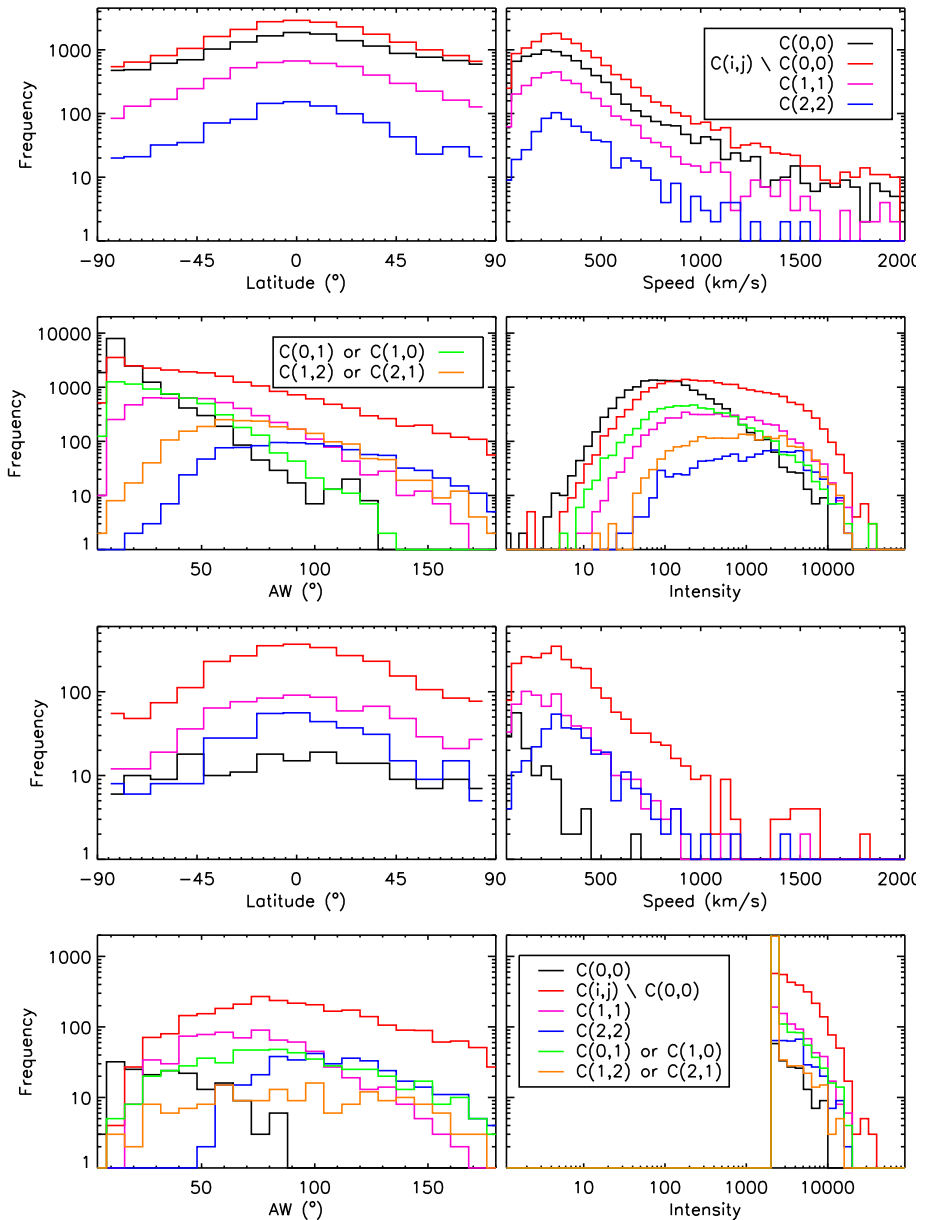 1000
100
10
1
Frequency
−90 −45 0 45 90
Latitude (°)
500 1000 1500 2000
Speed (km/s)
C(0,0)
C(i,j) \ C(0,0)
C(1,1)
C(2,2)
10000
1000
100
10
1
Frequency
50 100 150
AW (°)
C(0,1) or C(1,0)
C(1,2) or C(2,1)
10 100 1000 10000
Intensity
100
10
1
Frequency
−90 −45 0 45 90
Latitude (°)
500 1000 1500 2000
Speed (km/s)
1000
100
10
1
Frequency
50 100 150
AW (°)
C(0,0)
C(i,j) \ C(0,0)
C(1,1)
C(2,2)
C(0,1) or C(1,0)
C(1,2) or C(2,1)
10 100 1000 10000
Intensity